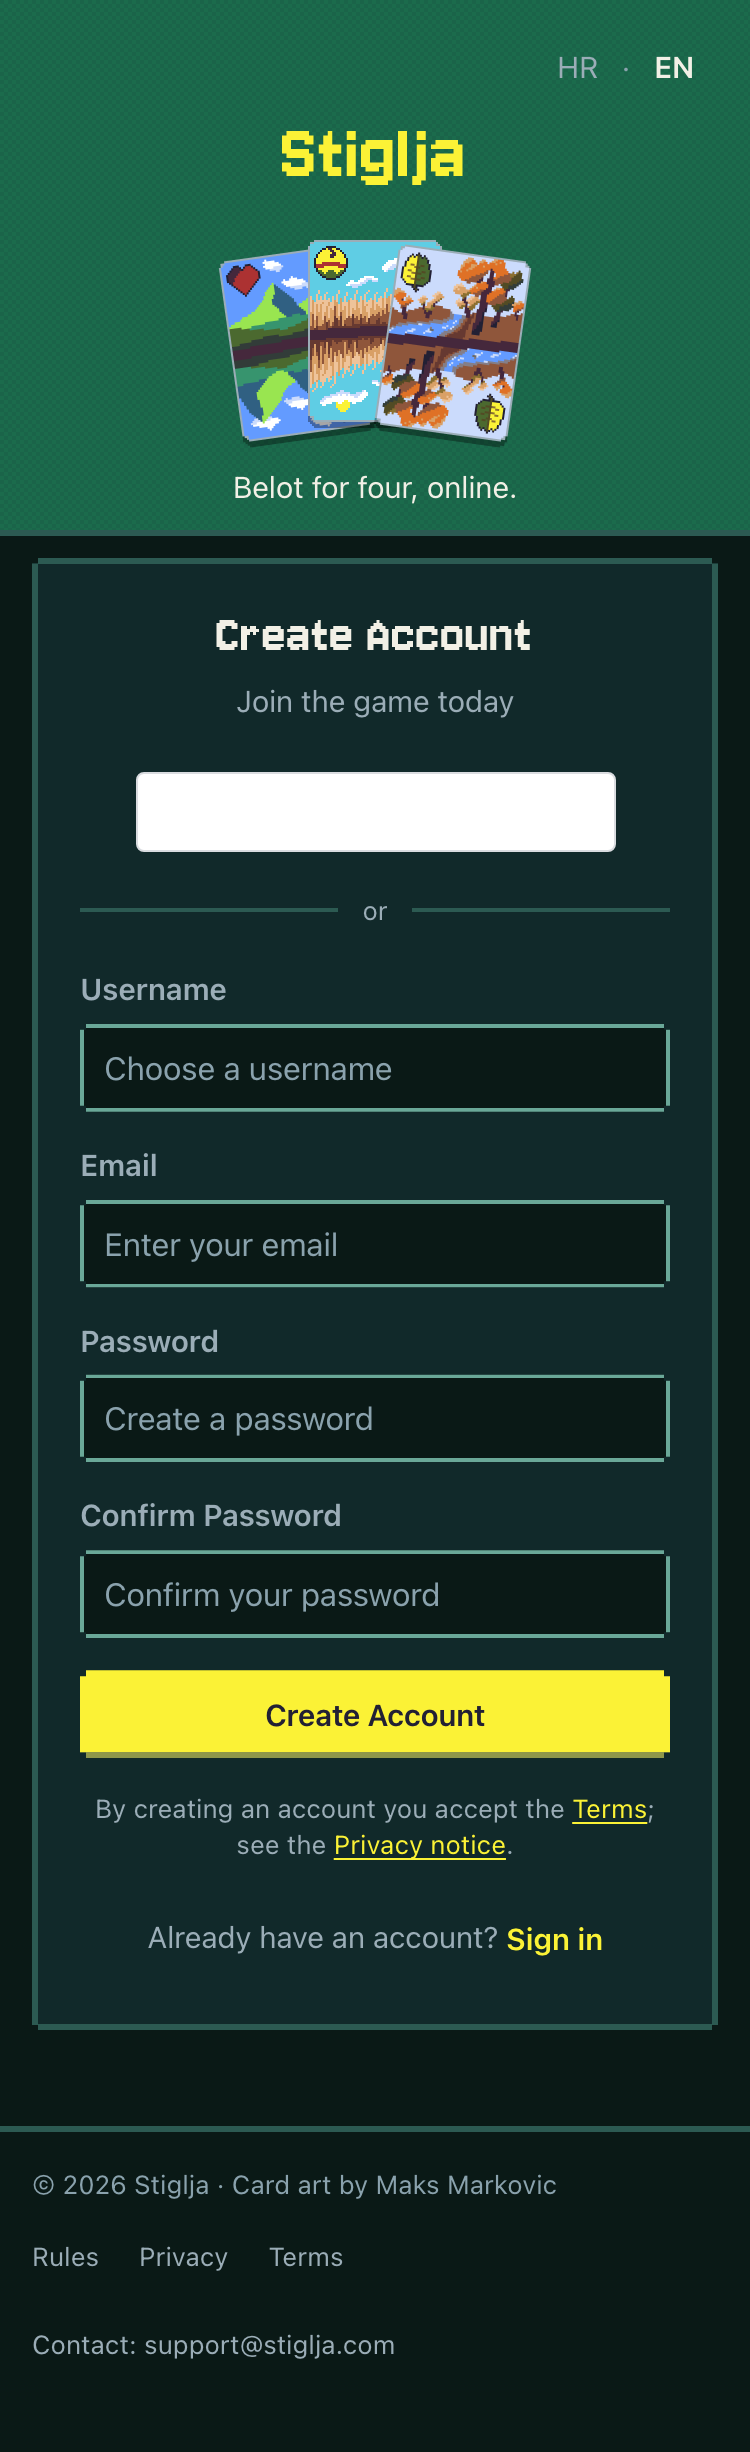 HR · EN
Stiglja
Belot for four, online.
Create Account
Join the game today
or
Username
Choose a username
Email
Enter your email
Password
Create a password
Confirm Password
Confirm your password
Create Account
By creating an account you accept the Terms;
see the Privacy notice.
Already have an account? Sign in
© 2026 Stiglja · Card art by Maks Markovic
Rules Privacy Terms
Contact: support@stiglja.com